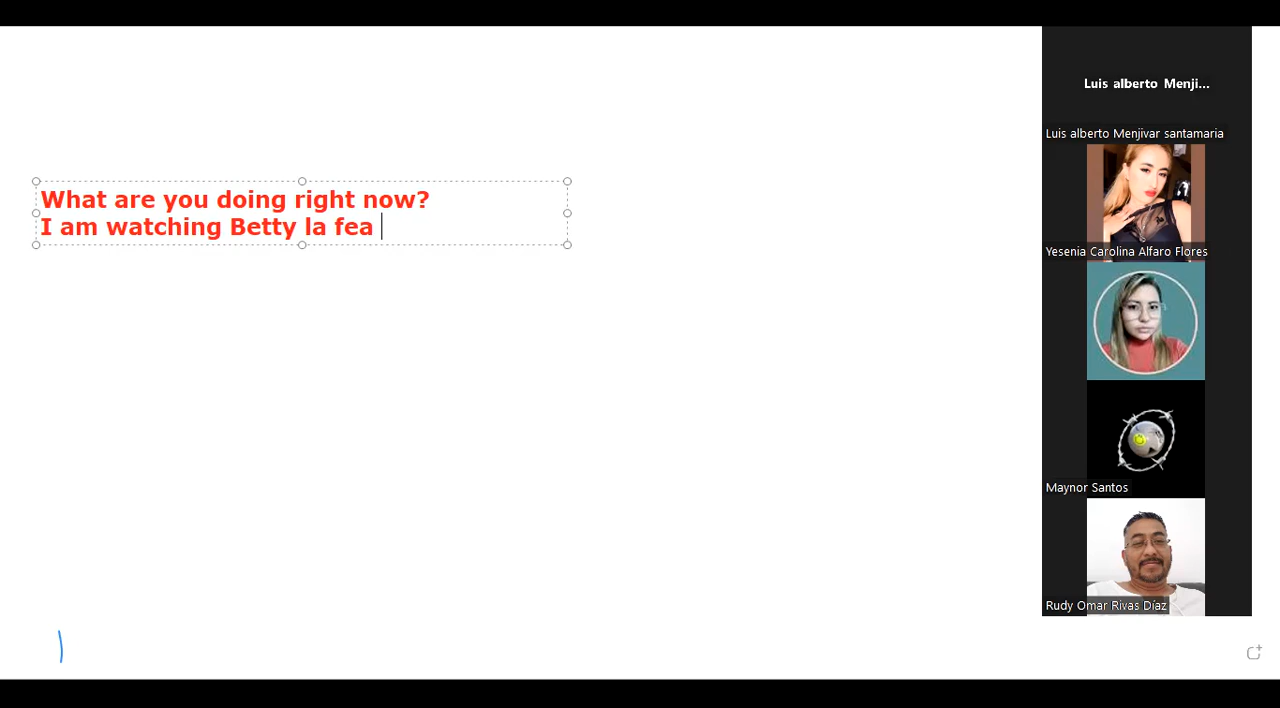 What are you doing right now?
I am watching Betty la fea
Luis alberto Menji...
Luis alberto Menjivar santamaria
Yesenia Carolina Alfaro Flores
Maynor Santos
Rudy Omar Rivas Díaz